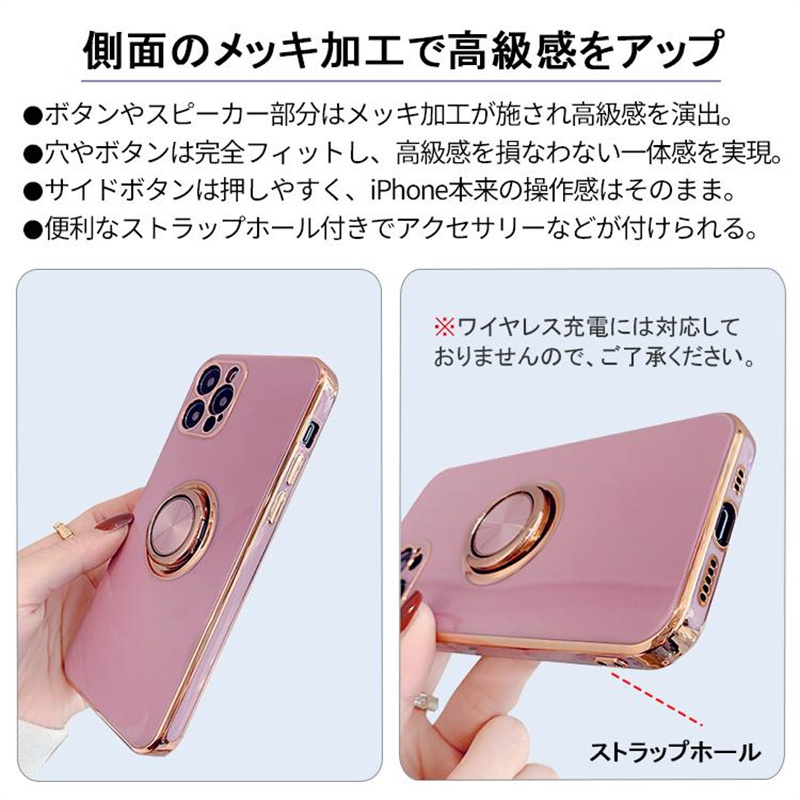 側面のメッキ加工で高級感をアップ
●ボタンやスピーカー部分はメッキ加工が施され高級感を演出。
●穴やボタンは完全フィットし、高級感を損なわない一体感を実現。
●サイドボタンは押しやすく、iPhone本来の操作感はそのまま。
●便利なストラップホール付きでアクセサリーなどが付けられる。
※ワイヤレス充電には対応して
おりませんので、ご了承ください。
ストラップホール